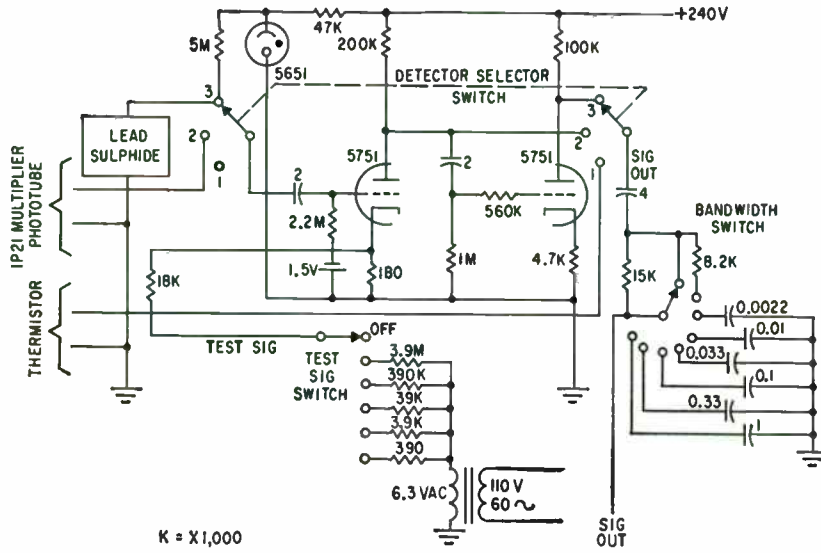 +240V
47K
5M
200K
100K
5651
DETECTOR SELECTOR
SWITCH
3
3
LEAD
SULPHIDE
2
2
SIG
OUT
1
1
5751
5751
2
2
4
560K
1P21 MULTIPLIER
PHOTOTUBE
BANDWIDTH
SWITCH
2.2M
1.5V
180
1M
4.7K
15K
8.2K
18K
THERMISTOR
0.0022
0.01
0.033
0.1
0.33
1
TEST SIG
OFF
TEST
SIG
SWITCH
3.9M
390K
39K
3.9K
390
6.3 VAC
110 V
60 ~
SIG
OUT
K = X1,000